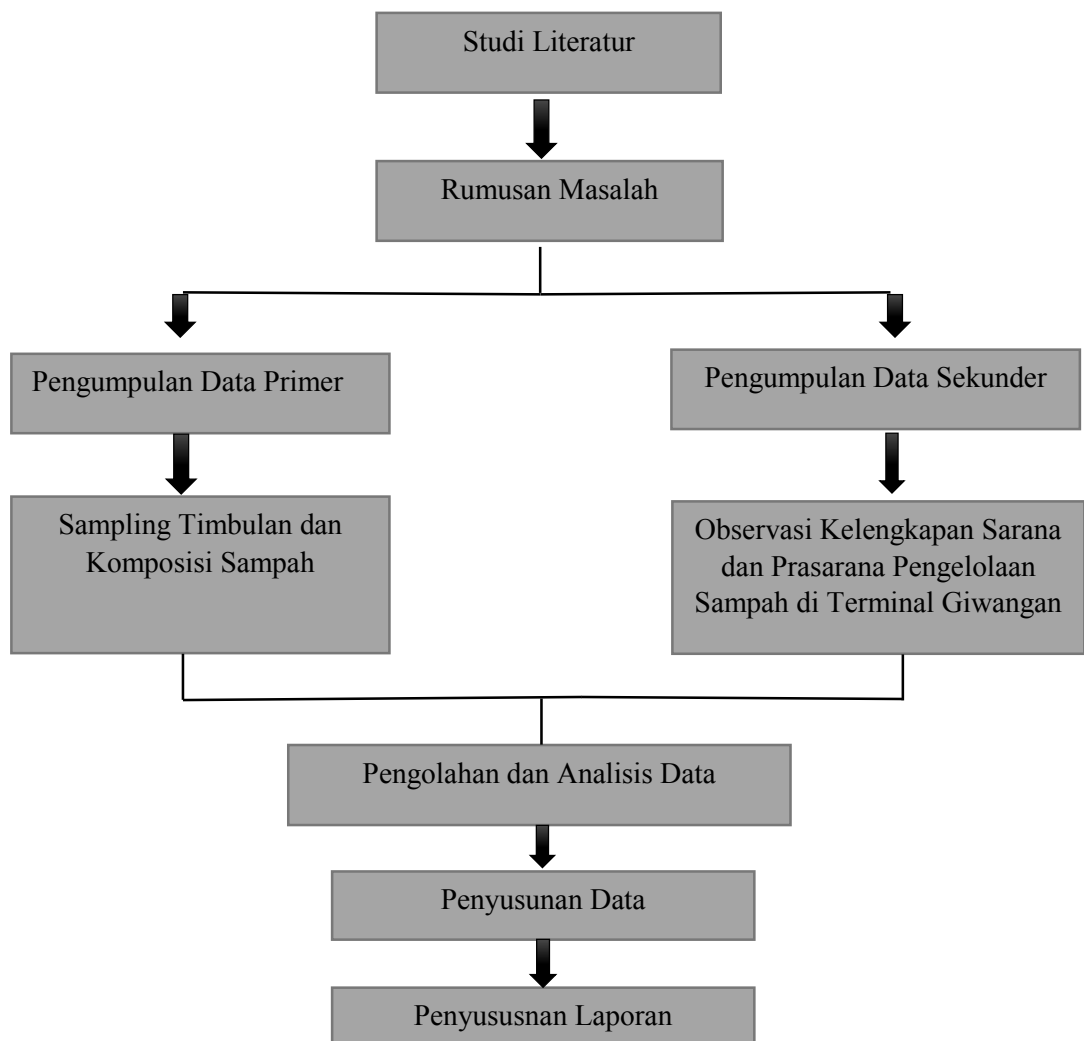 Studi Literatur
Rumusan Masalah
Pengumpulan Data Primer
Pengumpulan Data Sekunder
Sampling Timbulan dan
Komposisi Sampah
Observasi Kelengkapan Sarana
dan Prasarana Pengelolaan
Sampah di Terminal Giwangan
Pengolahan dan Analisis Data
Penyusunan Data
Penyususnan Laporan